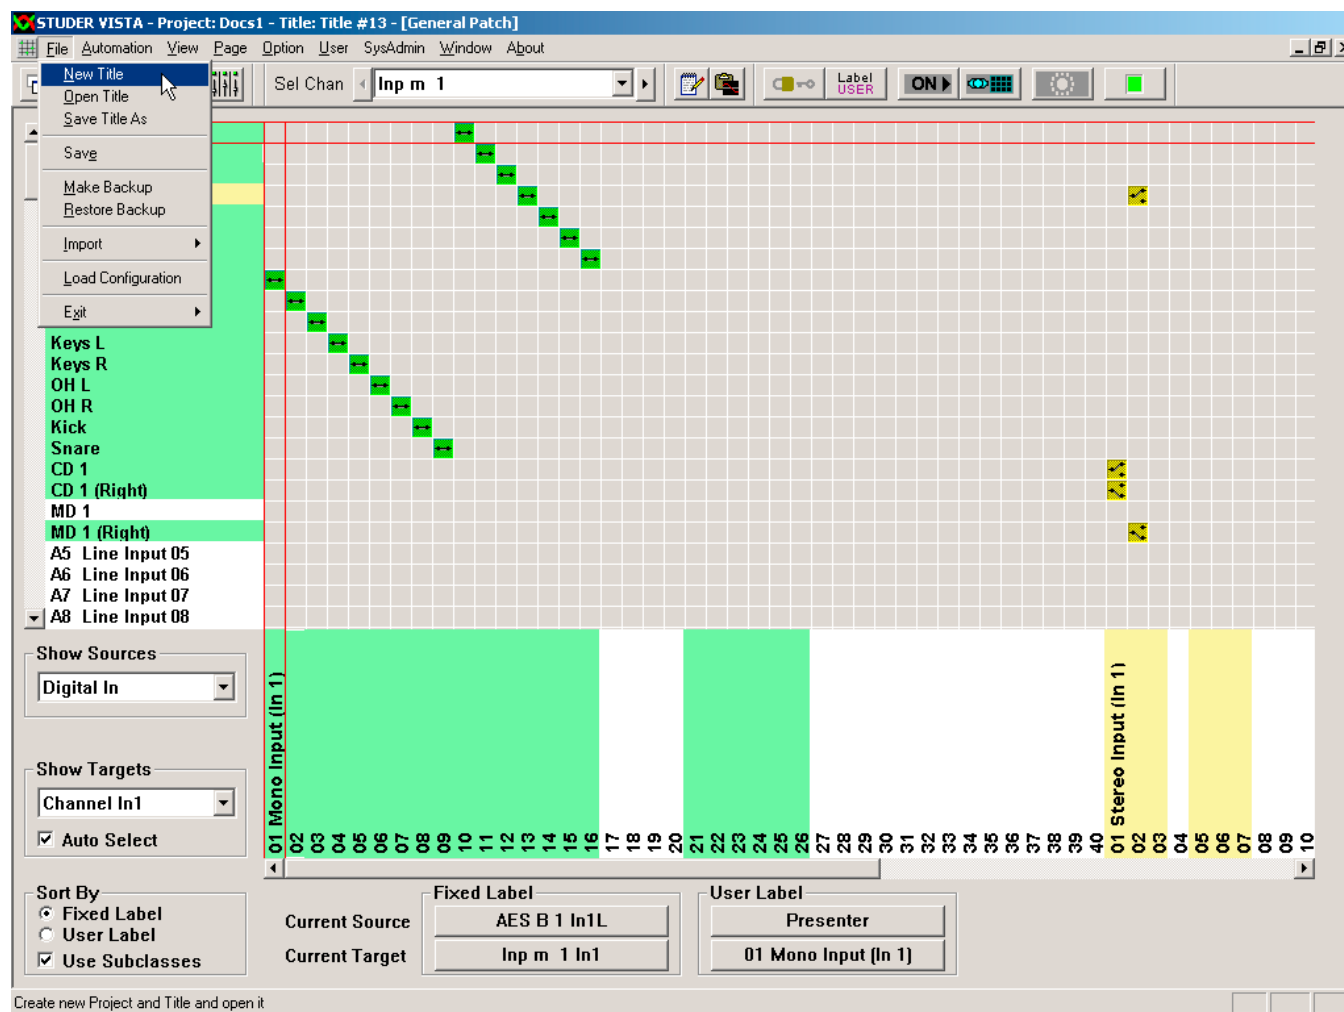 STUDER VISTA - Project: Docs1 - Title: Title #13 - [General Patch]
File Automation View Page Option User SysAdmin Window About
Sel Chan Inp m 1 Label USER ON
New Title
Open Title
Save Title As
Save
Make Backup
Restore Backup
Import
Load Configuration
Exit
Keys L
Keys R
OH L
OH R
Kick
Snare
CD 1
CD 1 (Right)
MD 1
MD 1 (Right)
A5 Line Input 05
A6 Line Input 06
A7 Line Input 07
A8 Line Input 08
Show Sources
Digital In
Show Targets
Channel In1
Auto Select
01 Mono Input (In 1) 02 03 04 05 06 07 08 09 10 11 12 13 14 15 16 17 18 19 20 21 22 23 24 25 26 27 28 29 30 31 32 33 34 35 36 37 38 39 40 01 Stereo Input (In 1) 02 03 04 05 06 07 08 09 10
Sort By
Fixed Label
User Label
Use Subclasses
Fixed Label User Label
Current Source AES B 1 In1L Presenter
Current Target Inp m 1 In1 01 Mono Input (In 1)
Create new Project and Title and open it